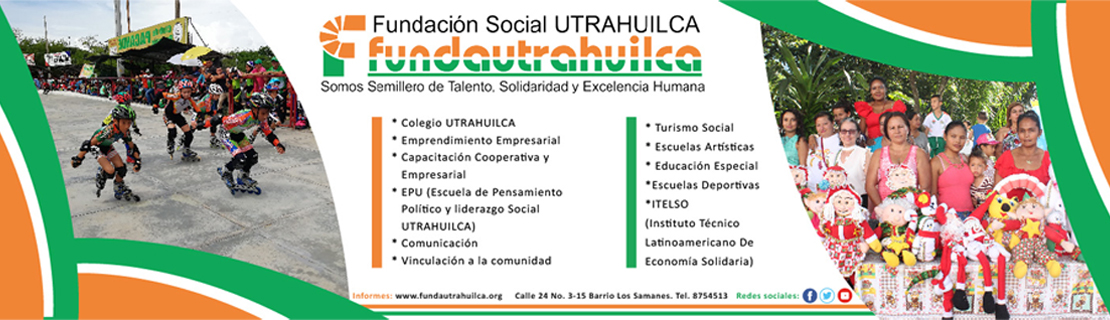 Fundación Social UTRAHUILCA
fundautrahuilca
Somos Semillero de Talento, Solidaridad y Excelencia Humana
* Colegio UTRAHUILCA
* Emprendimiento Empresarial
* Capacitación Cooperativa y
Empresarial
* EPU (Escuela de Pensamiento
Político y liderazgo Social
UTRAHUILCA)
* Comunicación
* Vinculación a la comunidad
* Turismo Social
* Escuelas Artísticas
* Educación Especial
*Escuelas Deportivas
*ITELSO
(Instituto Técnico
Latinoamericano De
Economía Solidaria)
Informes: www.fundautrahuilca.org Calle 24 No. 3-15 Barrio Los Samanes. Tel. 8754513 Redes sociales: